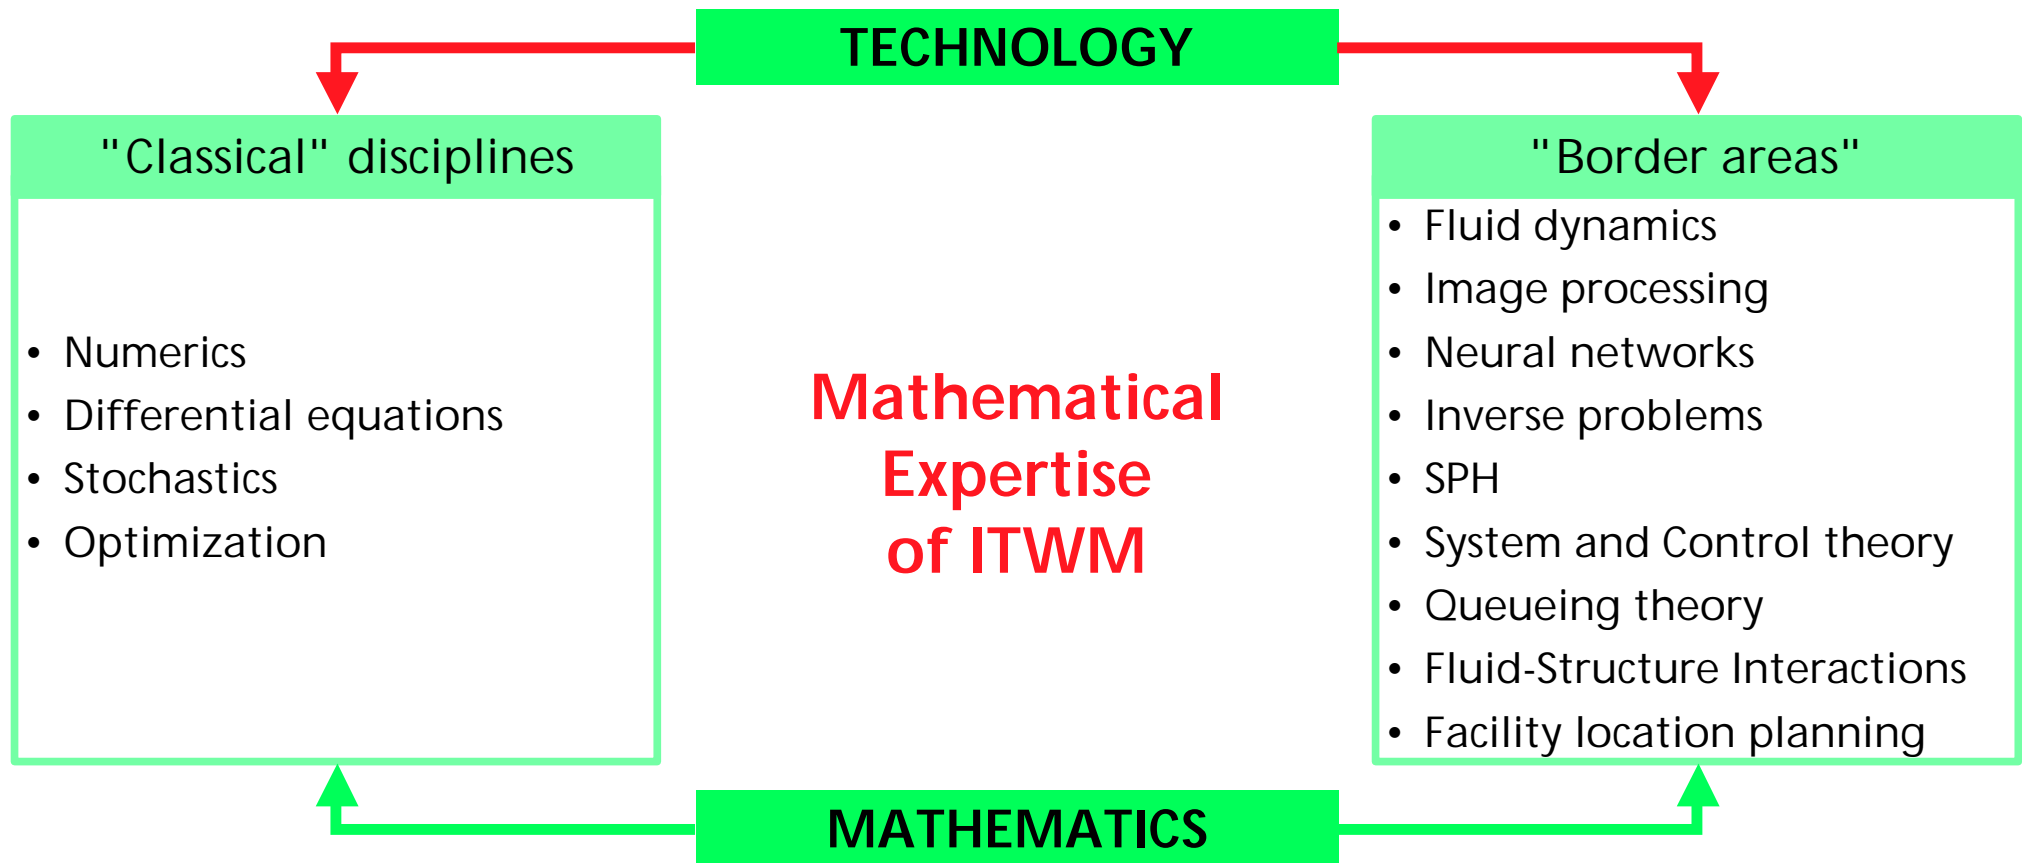 TECHNOLOGY
"Classical" disciplines
• Numerics
• Differential equations
• Stochastics
• Optimization
Mathematical
Expertise
of ITWM
"Border areas"
• Fluid dynamics
• Image processing
• Neural networks
• Inverse problems
• SPH
• System and Control theory
• Queueing theory
• Fluid-Structure Interactions
• Facility location planning
MATHEMATICS